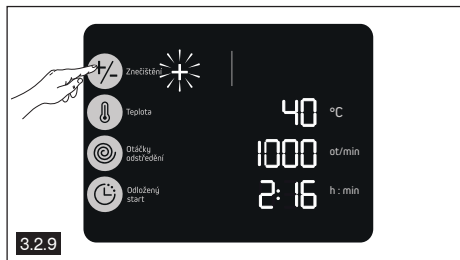 +/- Znečištění +
Teplota 40 °C
Otáčky
odstředění 1000 ot/min
Odložený
start 2:16 h : min
3.2.9